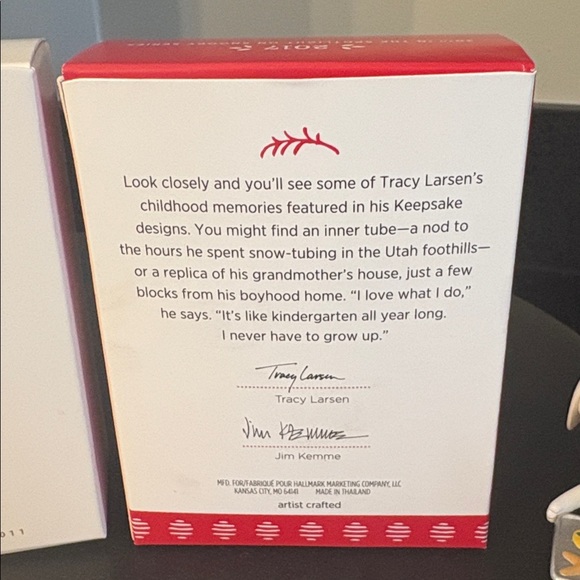 2017
Look closely and you'll see some of Tracy Larsen's
childhood memories featured in his Keepsake
designs. You might find an inner tube—a nod to
the hours he spent snow-tubing in the Utah foothills—
or a replica of his grandmother's house, just a few
blocks from his boyhood home. "I love what I do,"
he says. "It's like kindergarten all year long.
I never have to grow up."
Tracy Larsen
Tracy Larsen
Jim Kemme
Jim Kemme
MFD. FOR/FABRIQUÉ POUR HALLMARK MARKETING COMPANY, LLC
KANSAS CITY, MO 64141 MADE IN THAILAND
artist crafted